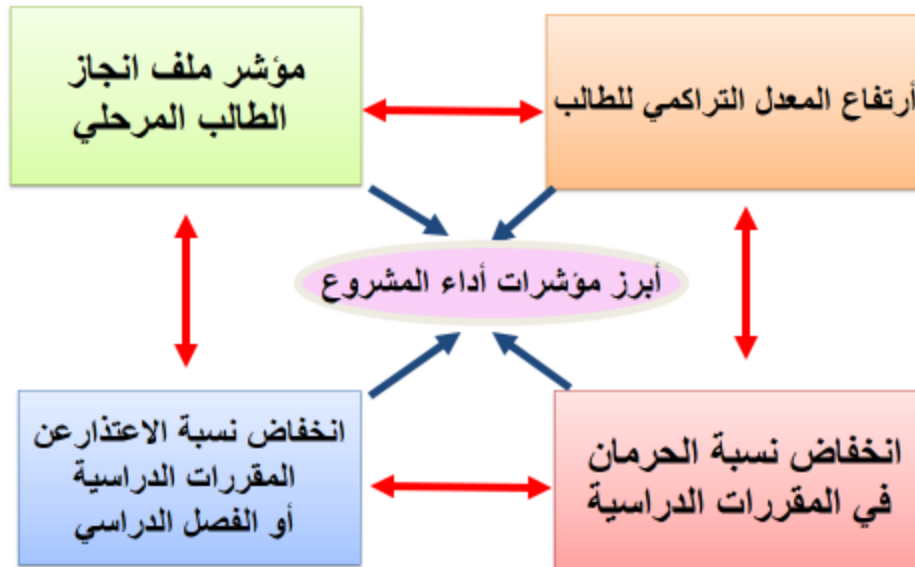 أرتفاع المعدل التراكمي للطالب
مؤشر ملف انجاز
الطالب المرحلي
أبرز مؤشرات أداء المشروع
انخفاض نسبة الحرمان
في المقررات الدراسية
انخفاض نسبة الاعتذارعن
المقررات الدراسية
أو الفصل الدراسي